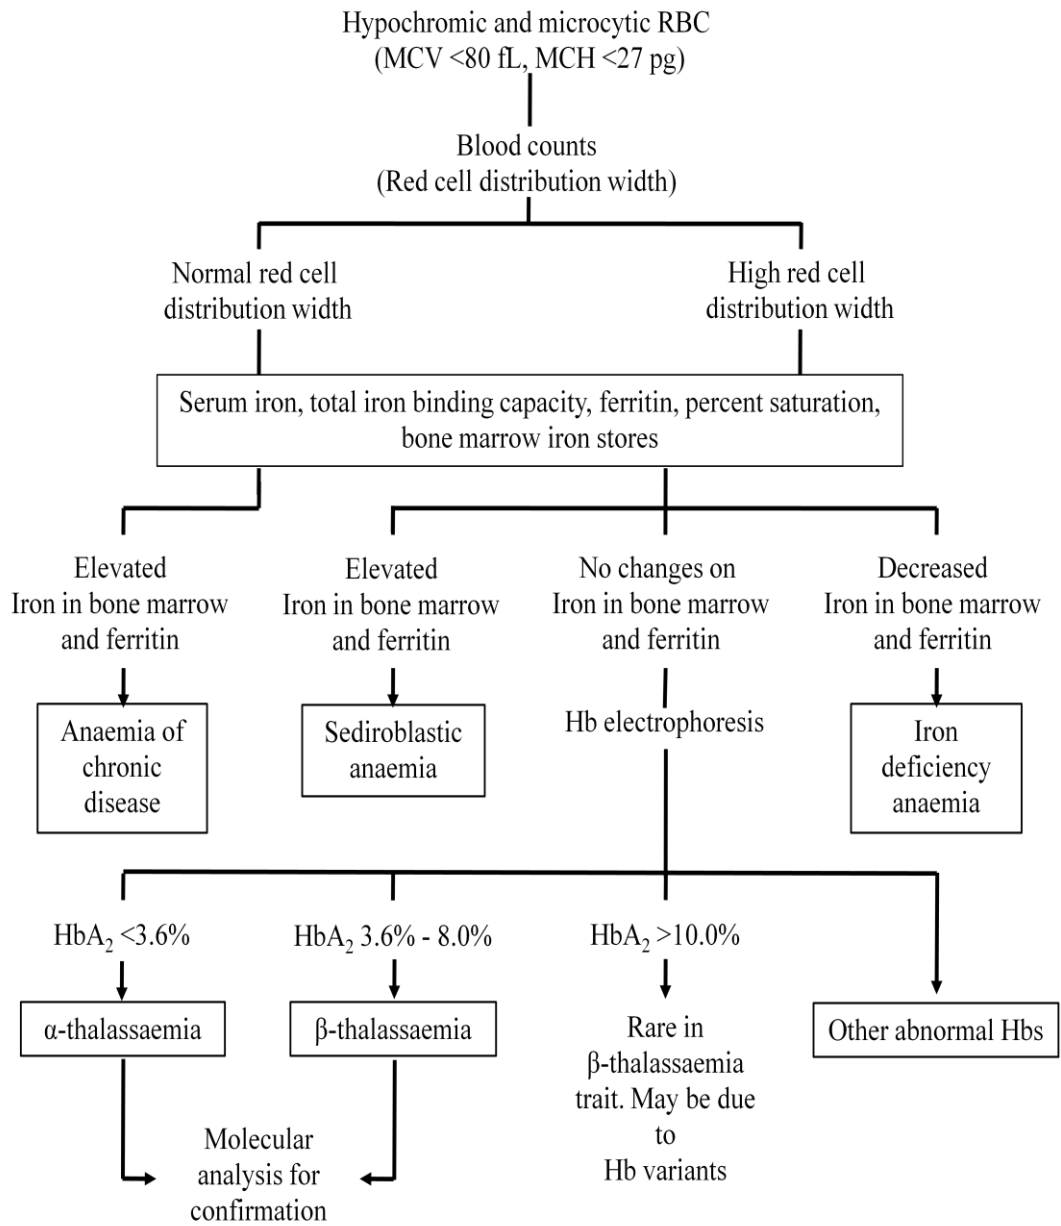 Hypochromic and microcytic RBC
(MCV <80 fL, MCH <27 pg)
Blood counts
(Red cell distribution width)
Normal red cell
distribution width
High red cell
distribution width
Serum iron, total iron binding capacity, ferritin, percent saturation,
bone marrow iron stores
Elevated
Iron in bone marrow
and ferritin
Elevated
Iron in bone marrow
and ferritin
No changes on
Iron in bone marrow
and ferritin
Decreased
Iron in bone marrow
and ferritin
Anaemia of
chronic
disease
Sediroblastic
anaemia
Hb electrophoresis
Iron
deficiency
anaemia
HbA₂ <3.6%
HbA₂ 3.6% - 8.0%
HbA₂ >10.0%
α-thalassaemia
β-thalassaemia
Rare in
β-thalassaemia
trait. May be due
to
Hb variants
Other abnormal Hbs
Molecular
analysis for
confirmation